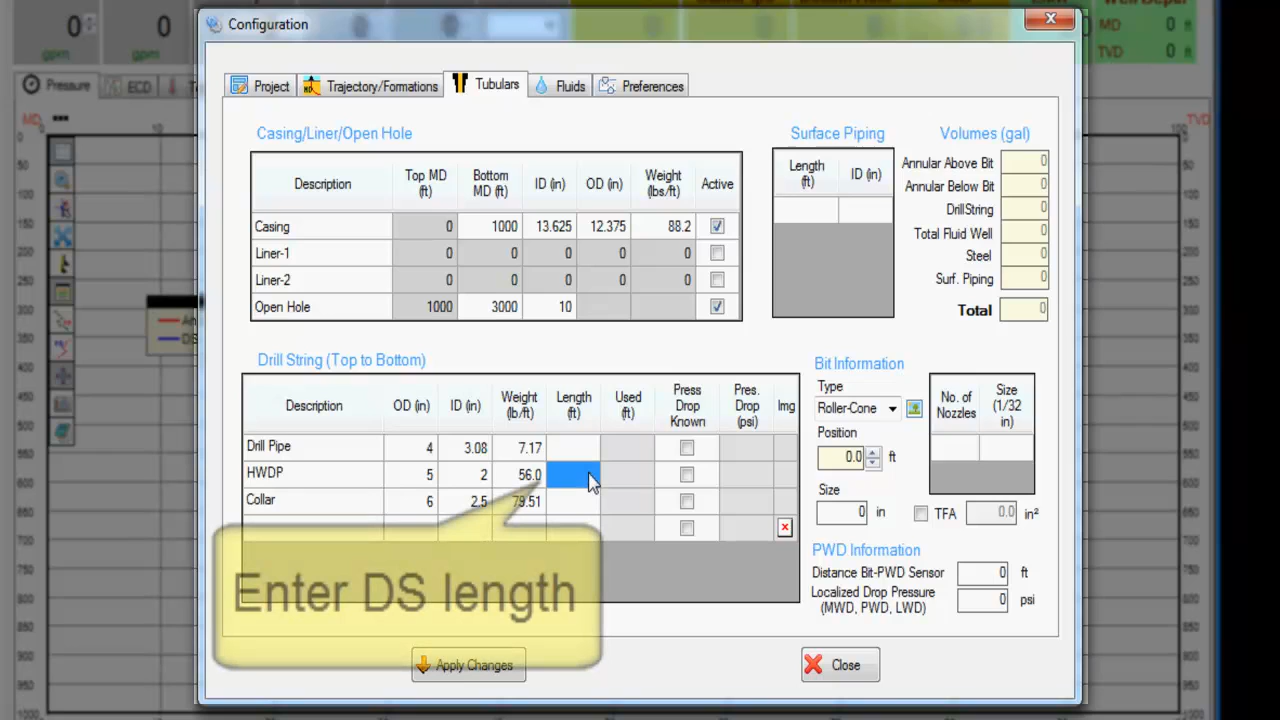 Configuration
0
gpm
0
gpm
MD 0 ft
TVD 0 ft
Pressure
ECD
MD
TVD
Project
Trajectory/Formations
Tubulars
Fluids
Preferences
Casing/Liner/Open Hole
Description Top MD (ft) Bottom MD (ft) ID (in) OD (in) Weight (lbs/ft) Active
Casing 0 1000 13.625 12.375 88.2
Liner-1 0 0 0 0 0
Liner-2 0 0 0 0 0
Open Hole 1000 3000 10
Surface Piping
Length (ft) ID (in)
Volumes (gal)
Annular Above Bit 0
Annular Below Bit 0
DrillString 0
Total Fluid Well 0
Steel 0
Surf. Piping 0
Total 0
Drill String (Top to Bottom)
Description OD (in) ID (in) Weight (lb/ft) Length (ft) Used (ft) Press Drop Known Pres. Drop (psi) Img
Drill Pipe 4 3.08 7.17
HWDP 5 2 56.0
Collar 6 2.5 79.51
Enter DS length
Bit Information
Type
Roller-Cone
Position
0.0 ft
Size
0 in
TFA 0.0 in²
No. of Nozzles Size (1/32 in)
PWD Information
Distance Bit-PWD Sensor 0 ft
Localized Drop Pressure (MWD, PWD, LWD) 0 psi
Apply Changes
Close